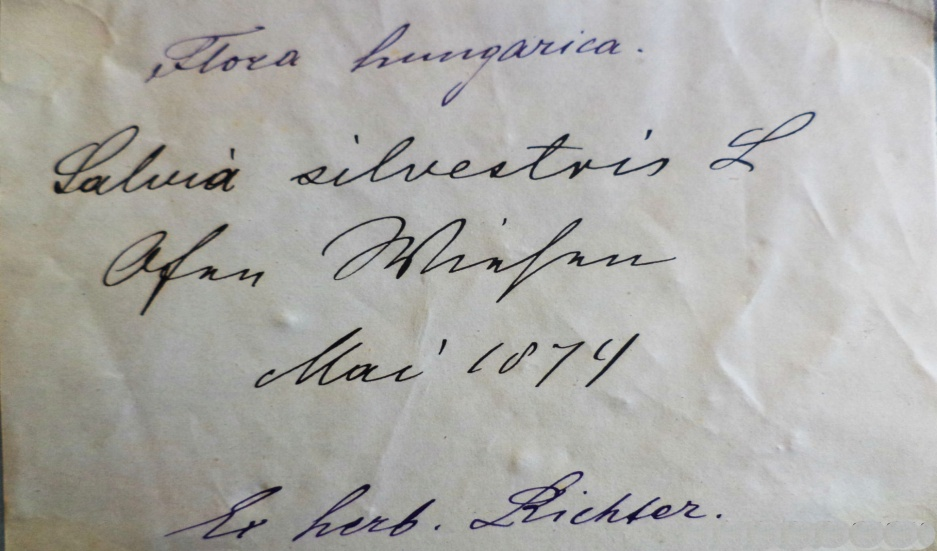 Flora hungarica.
Salvia silvestris L
Ofen Wiesen
Mai 1874
Ex herb. Richter.